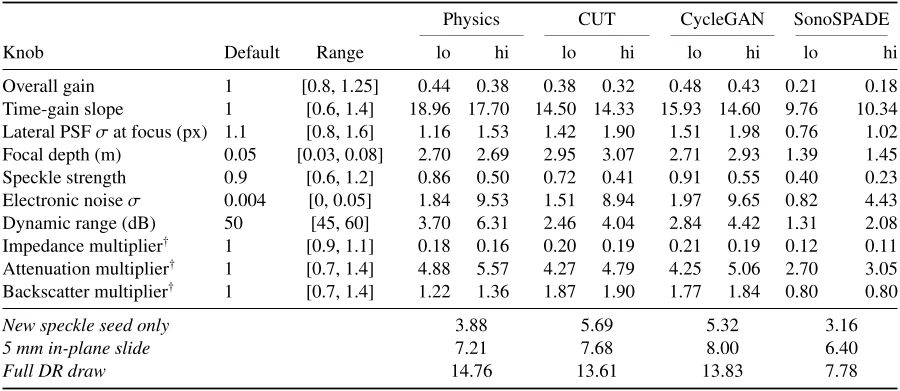 Physics CUT CycleGAN SonoSPADE
Knob Default Range lo hi lo hi lo hi lo hi
Overall gain 1 [0.8, 1.25] 0.44 0.38 0.38 0.32 0.48 0.43 0.21 0.18
Time-gain slope 1 [0.6, 1.4] 18.96 17.70 14.50 14.33 15.93 14.60 9.76 10.34
Lateral PSF σ at focus (px) 1.1 [0.8, 1.6] 1.16 1.53 1.42 1.90 1.51 1.98 0.76 1.02
Focal depth (m) 0.05 [0.03, 0.08] 2.70 2.69 2.95 3.07 2.71 2.93 1.39 1.45
Speckle strength 0.9 [0.6, 1.2] 0.86 0.50 0.72 0.41 0.91 0.55 0.40 0.23
Electronic noise σ 0.004 [0, 0.05] 1.84 9.53 1.51 8.94 1.97 9.65 0.82 4.43
Dynamic range (dB) 50 [45, 60] 3.70 6.31 2.46 4.04 2.84 4.42 1.31 2.08
Impedance multiplier† 1 [0.9, 1.1] 0.18 0.16 0.20 0.19 0.21 0.19 0.12 0.11
Attenuation multiplier† 1 [0.7, 1.4] 4.88 5.57 4.27 4.79 4.25 5.06 2.70 3.05
Backscatter multiplier† 1 [0.7, 1.4] 1.22 1.36 1.87 1.90 1.77 1.84 0.80 0.80
New speckle seed only 3.88 5.69 5.32 3.16
5 mm in-plane slide 7.21 7.68 8.00 6.40
Full DR draw 14.76 13.61 13.83 7.78